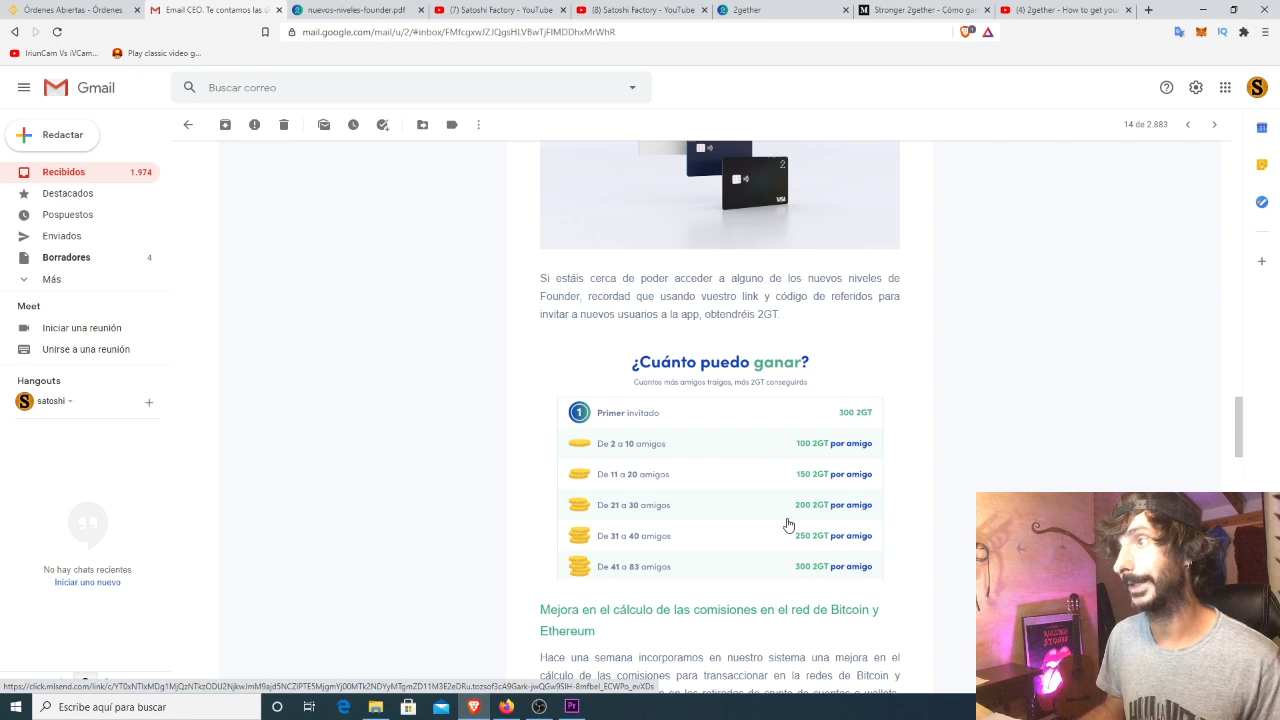 Órdenes Abiertas
Email CEO. Te contamos las ú
nuevos-niveles-founder.pdf
(7) Satoshi Factory - YouTube
(8) Satoshi Factory - YouTube
2gether
Stronger 2gether - Cómo gan
(4) 2gether - How to get your
mail.google.com/mail/u/2/#inbox/FMfcgxwJZJQgsHLVBwTjFlMDDhxMrWhR
IriunCam Vs iVCam...
Play classic video g...
Gmail
Buscar correo
Redactar
14 de 2.883
Recibidos 1.974
Destacados
Pospuestos
Enviados
Borradores 4
Más
Meet
Iniciar una reunión
Unirse a una reunión
Hangouts
satoshi
No hay chats recientes
Iniciar uno nuevo
2
VISA
Si estáis cerca de poder acceder a alguno de los nuevos niveles de
Founder, recordad que usando vuestro link y código de referidos para
invitar a nuevos usuarios a la app, obtendréis 2GT.
¿Cuánto puedo ganar?
Cuantos más amigos traigas, más 2GT conseguirás
1 Primer invitado 300 2GT
De 2 a 10 amigos 100 2GT por amigo
De 11 a 20 amigos 150 2GT por amigo
De 21 a 30 amigos 200 2GT por amigo
De 31 a 40 amigos 250 2GT por amigo
De 41 a 83 amigos 300 2GT por amigo
Mejora en el cálculo de las comisiones en el red de Bitcoin y
Ethereum
Hace una semana incorporamos en nuestro sistema una mejora en el
cálculo de las comisiones para transaccionar en la redes de Bitcoin y
ROLLING
STONES
Escribe aquí para buscar